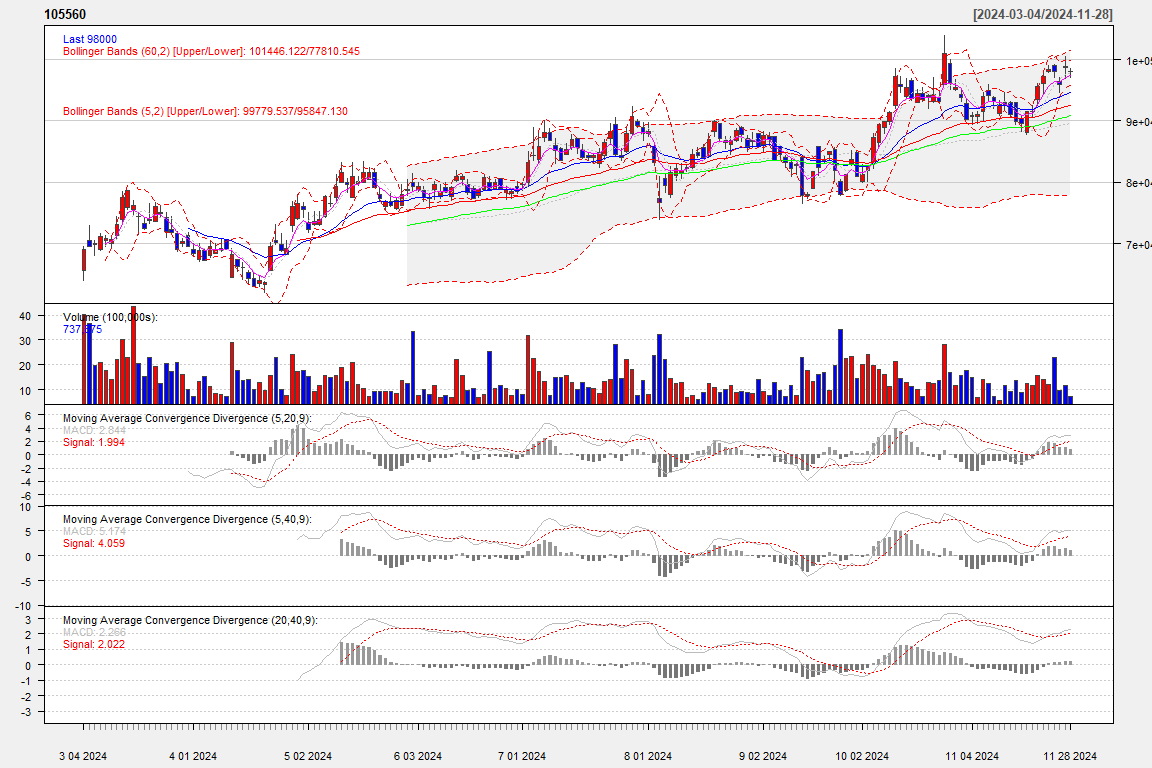 105560
[2024-03-04/2024-11-28]
Last 98000
Bollinger Bands (60,2) [Upper/Lower]: 101446.122/77810.545
Bollinger Bands (5,2) [Upper/Lower]: 99779.537/95847.130
1e+05
9e+04
8e+04
7e+04
Volume (100,000s):
40
30
20
10
Moving Average Convergence Divergence (5,20,9):
MACD: 2.844
Signal: 1.994
6
4
2
0
-2
-4
-6
Moving Average Convergence Divergence (5,40,9):
MACD: 5.174
Signal: 4.059
10
5
0
-5
-10
Moving Average Convergence Divergence (20,40,9):
MACD: 2.266
Signal: 2.022
3
2
1
0
-1
-2
-3
3 04 2024 4 01 2024 5 02 2024 6 03 2024 7 01 2024 8 01 2024 9 02 2024 10 02 2024 11 04 2024 11 28 2024